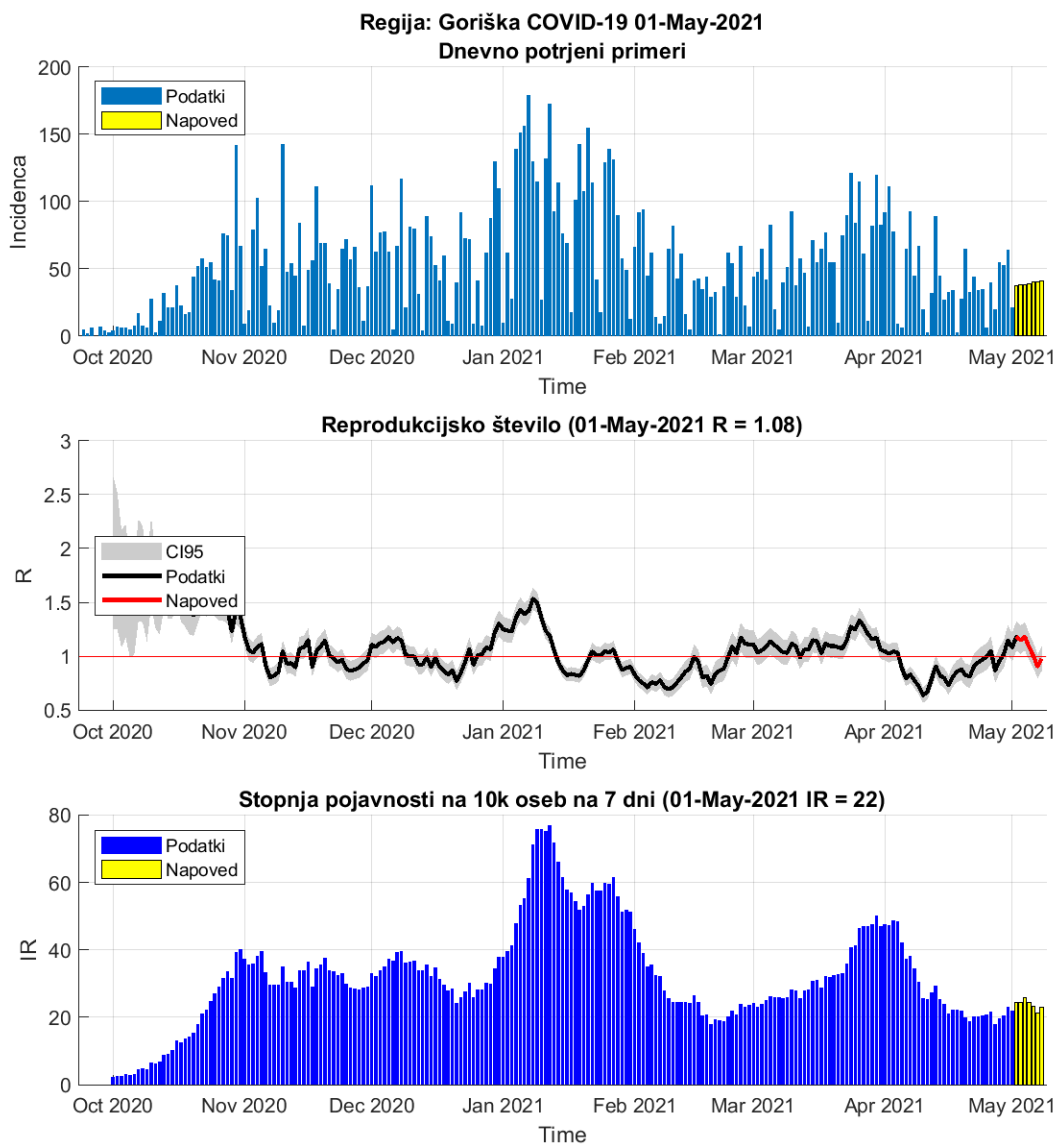 Regija: Goriška COVID-19 01-May-2021
Dnevno potrjeni primeri
200
150
100
50
0
Incidenca
Podatki
Napoved
Oct 2020 Nov 2020 Dec 2020 Jan 2021 Feb 2021 Mar 2021 Apr 2021 May 2021
Time
Reprodukcijsko število (01-May-2021 R = 1.08)
3
2.5
2
1.5
1
0.5
R
CI95
Podatki
Napoved
Oct 2020 Nov 2020 Dec 2020 Jan 2021 Feb 2021 Mar 2021 Apr 2021 May 2021
Time
Stopnja pojavnosti na 10k oseb na 7 dni (01-May-2021 IR = 22)
80
60
40
20
0
IR
Podatki
Napoved
Oct 2020 Nov 2020 Dec 2020 Jan 2021 Feb 2021 Mar 2021 Apr 2021 May 2021
Time